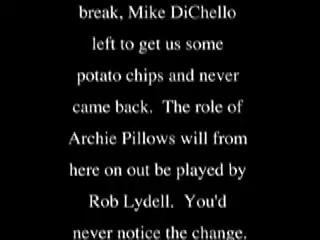 break, Mike DiChello
left to get us some
potato chips and never
came back.  The role of
Archie Pillows will from
here on out be played by
Rob Lydell.  You'd
never notice the change.